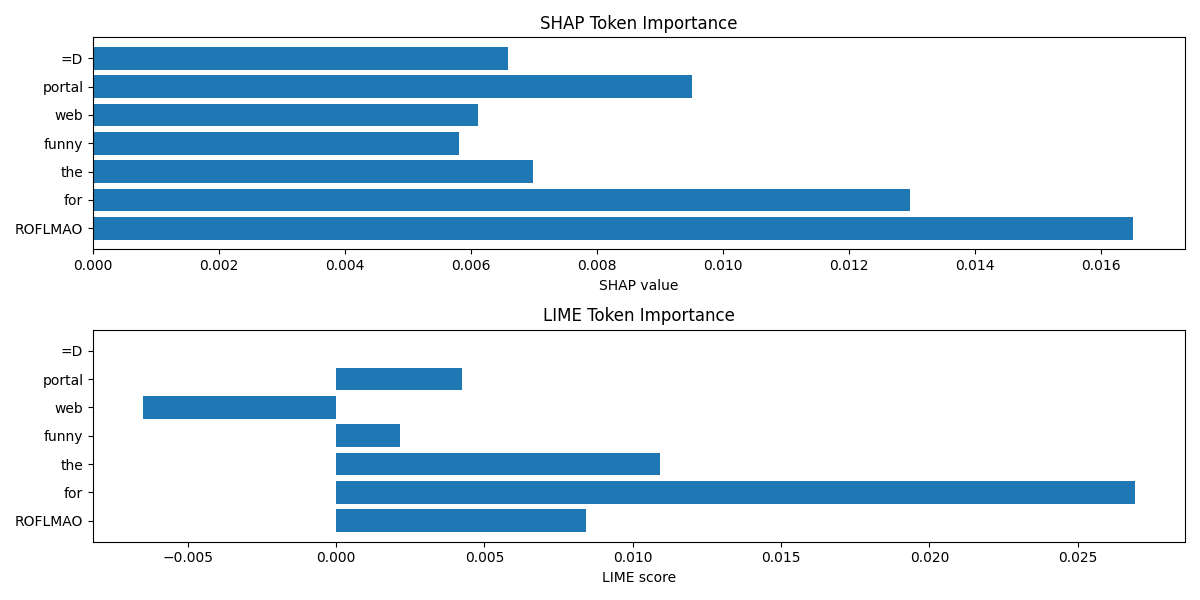 SHAP Token Importance
=D
portal
web
funny
the
for
ROFLMAO
0.000 0.002 0.004 0.006 0.008 0.010 0.012 0.014 0.016
SHAP value
LIME Token Importance
=D
portal
web
funny
the
for
ROFLMAO
−0.005 0.000 0.005 0.010 0.015 0.020 0.025
LIME score